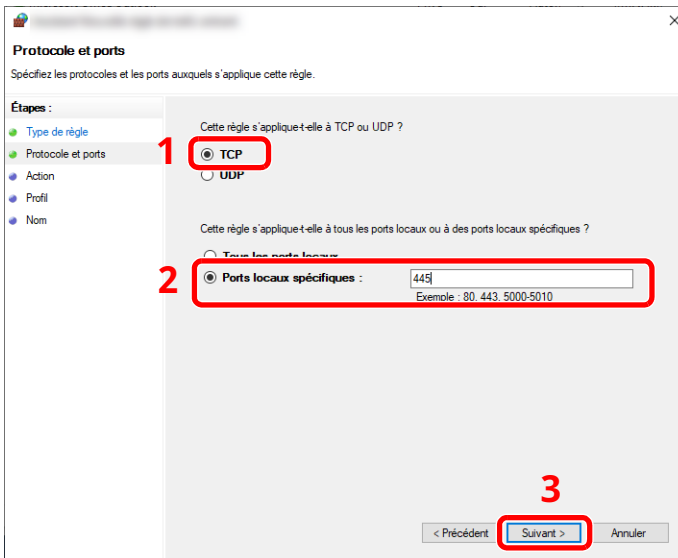 Protocole et ports
Spécifiez les protocoles et les ports auxquels s'applique cette règle.
Étapes :
Type de règle
Protocole et ports
Action
Profil
Nom
Cette règle s'applique-t-elle à TCP ou UDP ?
1
TCP
UDP
Cette règle s'applique-t-elle à tous les ports locaux ou à des ports locaux spécifiques ?
Tous les ports locaux
2
Ports locaux spécifiques :
445
Exemple : 80, 443, 5000-5010
3
< Précédent
Suivant >
Annuler